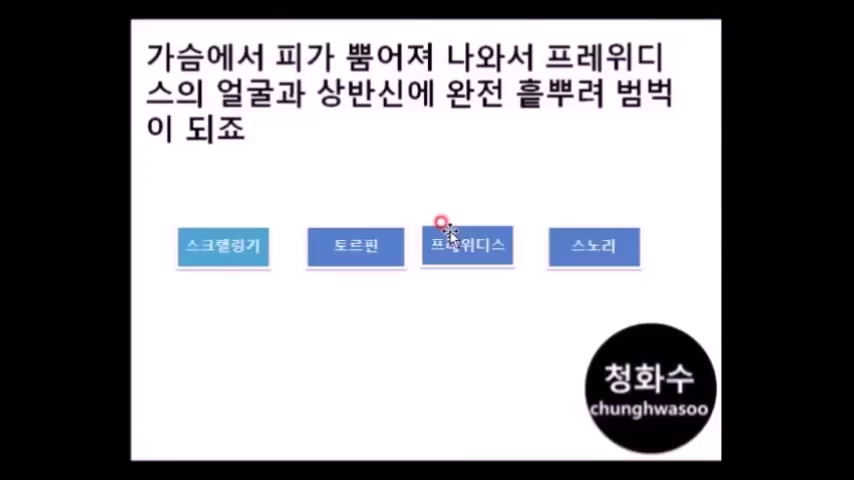 가슴에서 피가 뿜어져 나와서 프레위디
스의 얼굴과 상반신에 완전 흩뿌려 범벅
이 되죠
스크렐링기 토르핀 프레위디스 스노리
청화수
chunghwasoo